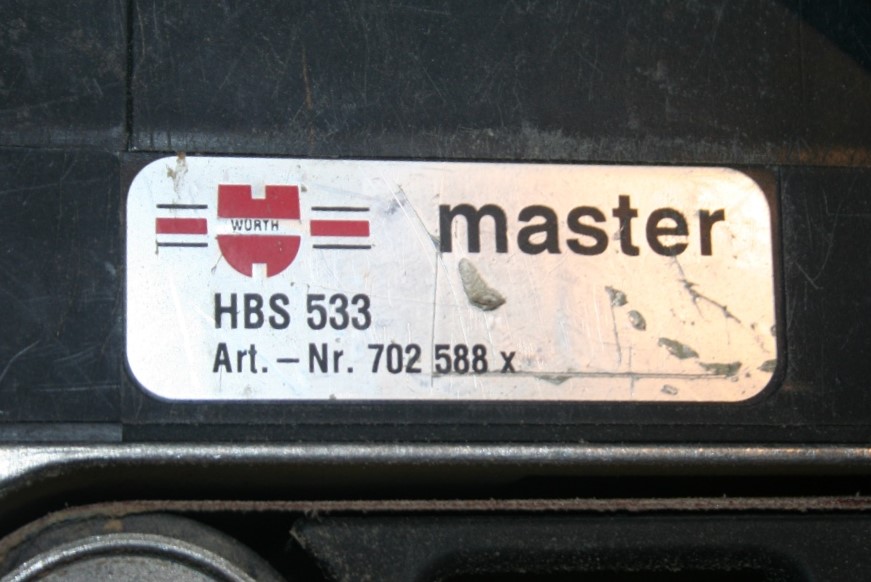 WÜRTH
master
HBS 533
Art. – Nr. 702 588 x